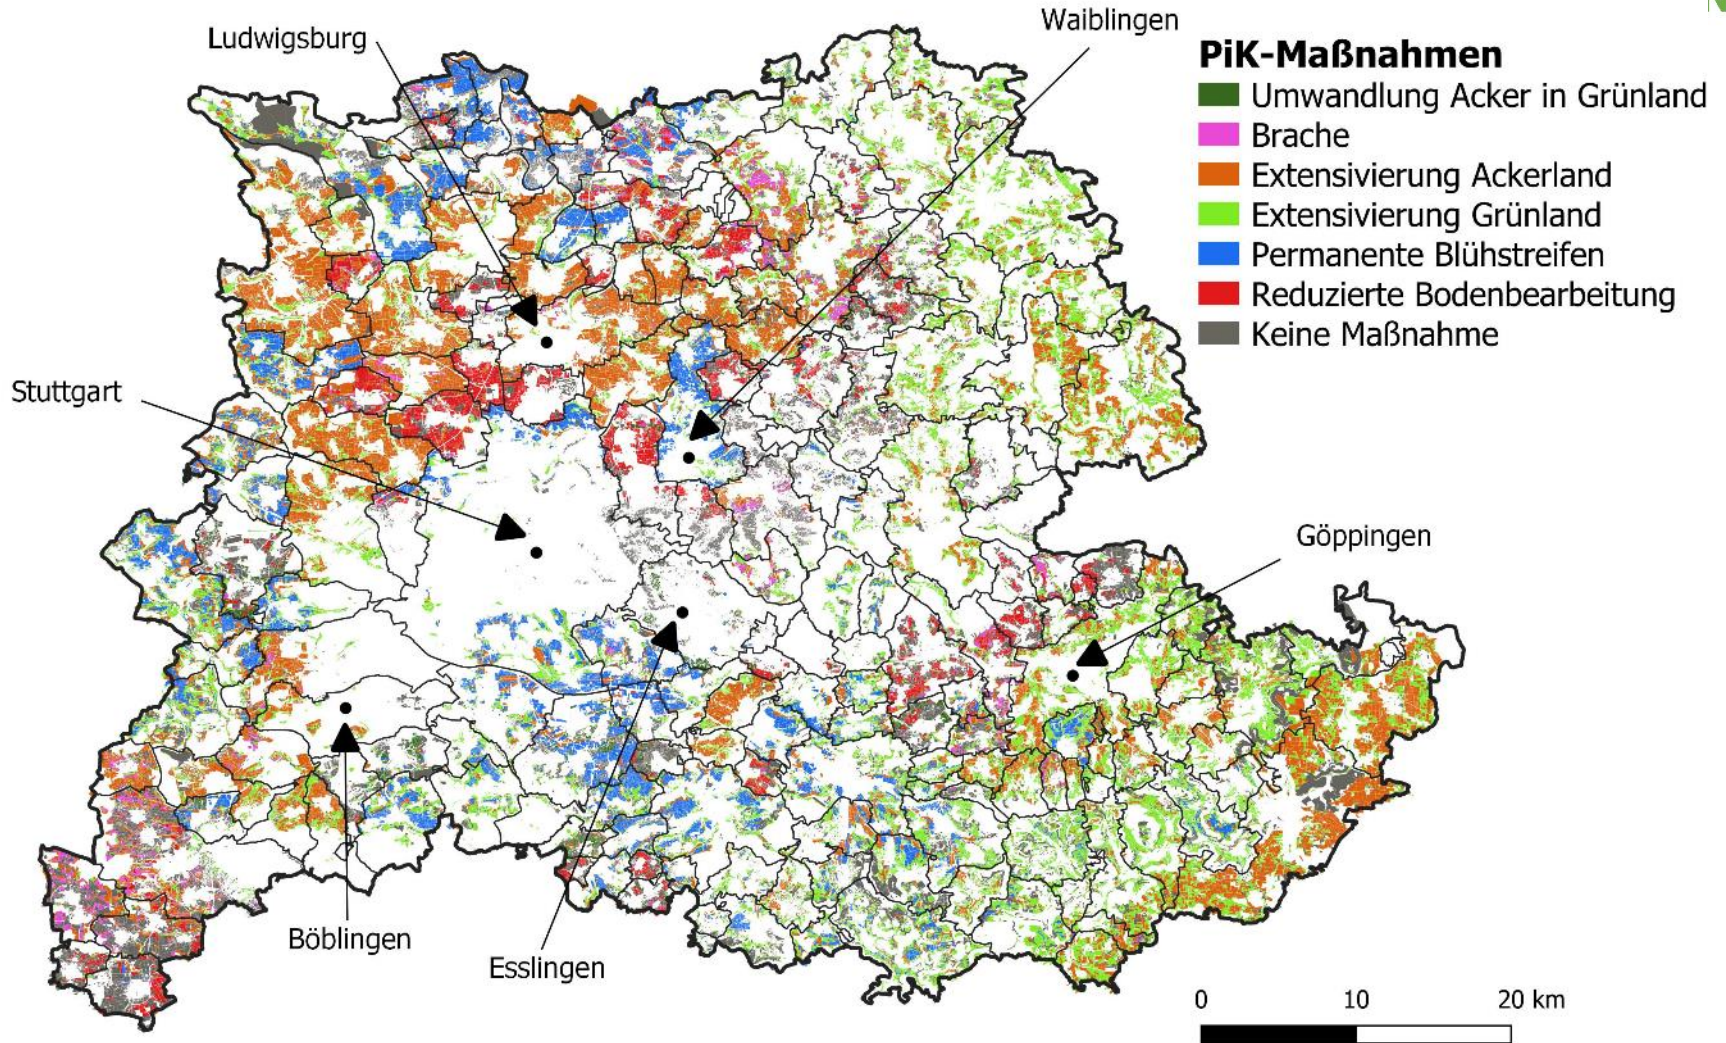 Waiblingen
Ludwigsburg
PiK-Maßnahmen
Umwandlung Acker in Grünland
Brache
Extensivierung Ackerland
Extensivierung Grünland
Permanente Blühstreifen
Reduzierte Bodenbearbeitung
Keine Maßnahme
Stuttgart
Göppingen
Böblingen
Esslingen
0 10 20 km